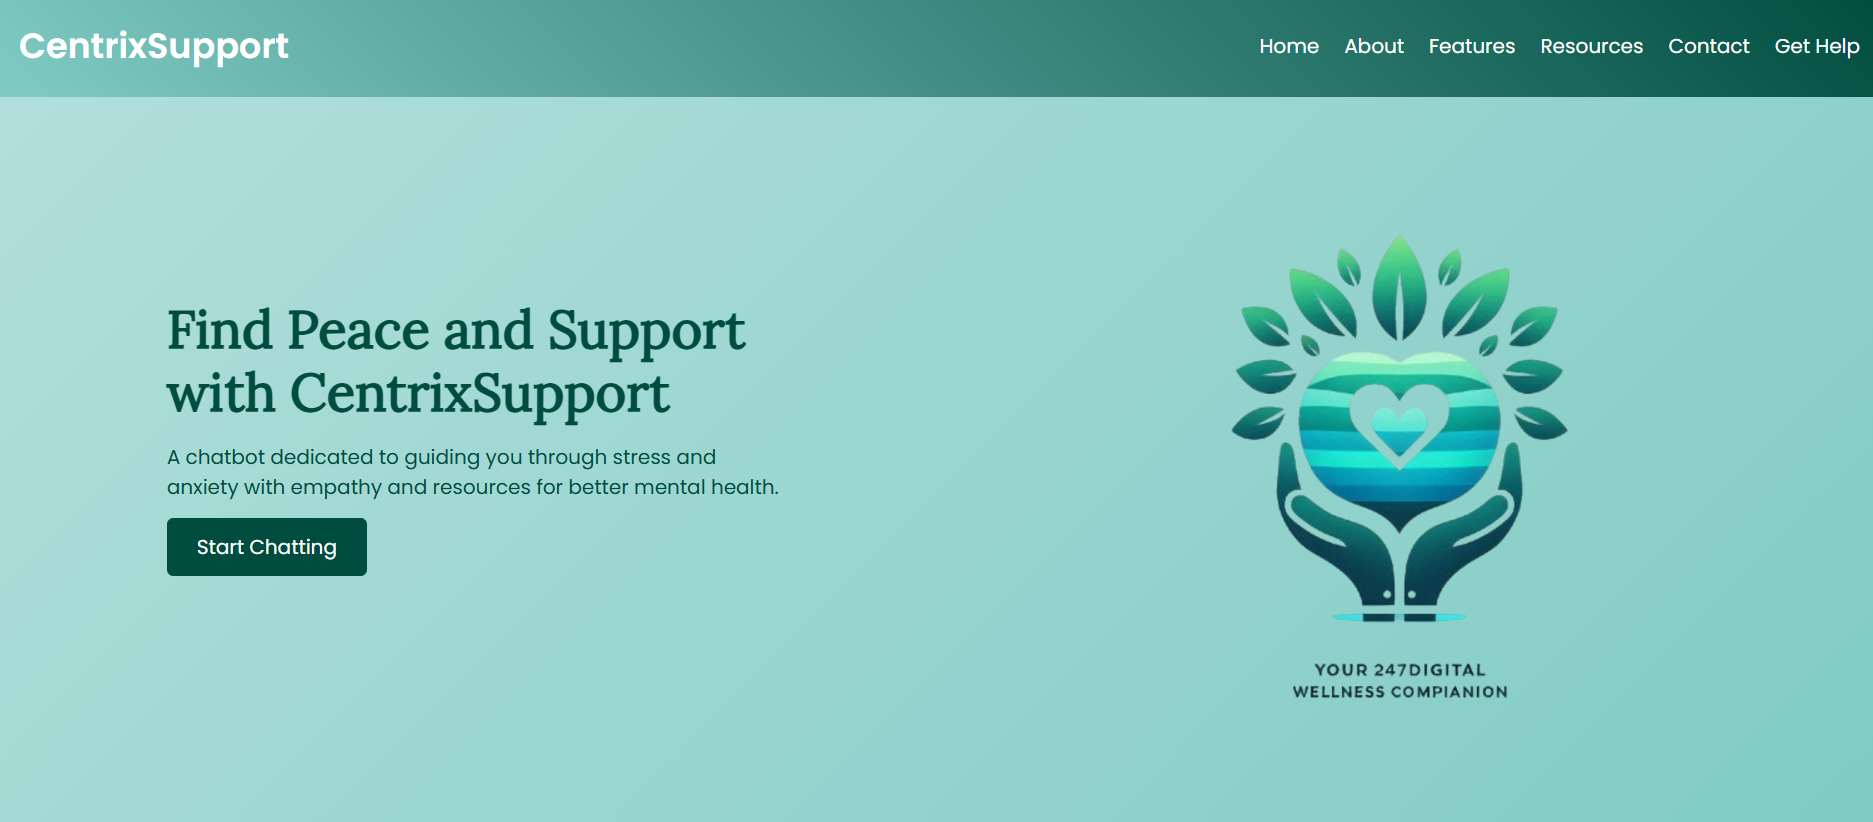 CentrixSupport
Home About Features Resources Contact Get Help
Find Peace and Support
with CentrixSupport
A chatbot dedicated to guiding you through stress and
anxiety with empathy and resources for better mental health.
Start Chatting
YOUR 247DIGITAL
WELLNESS COMPIANION